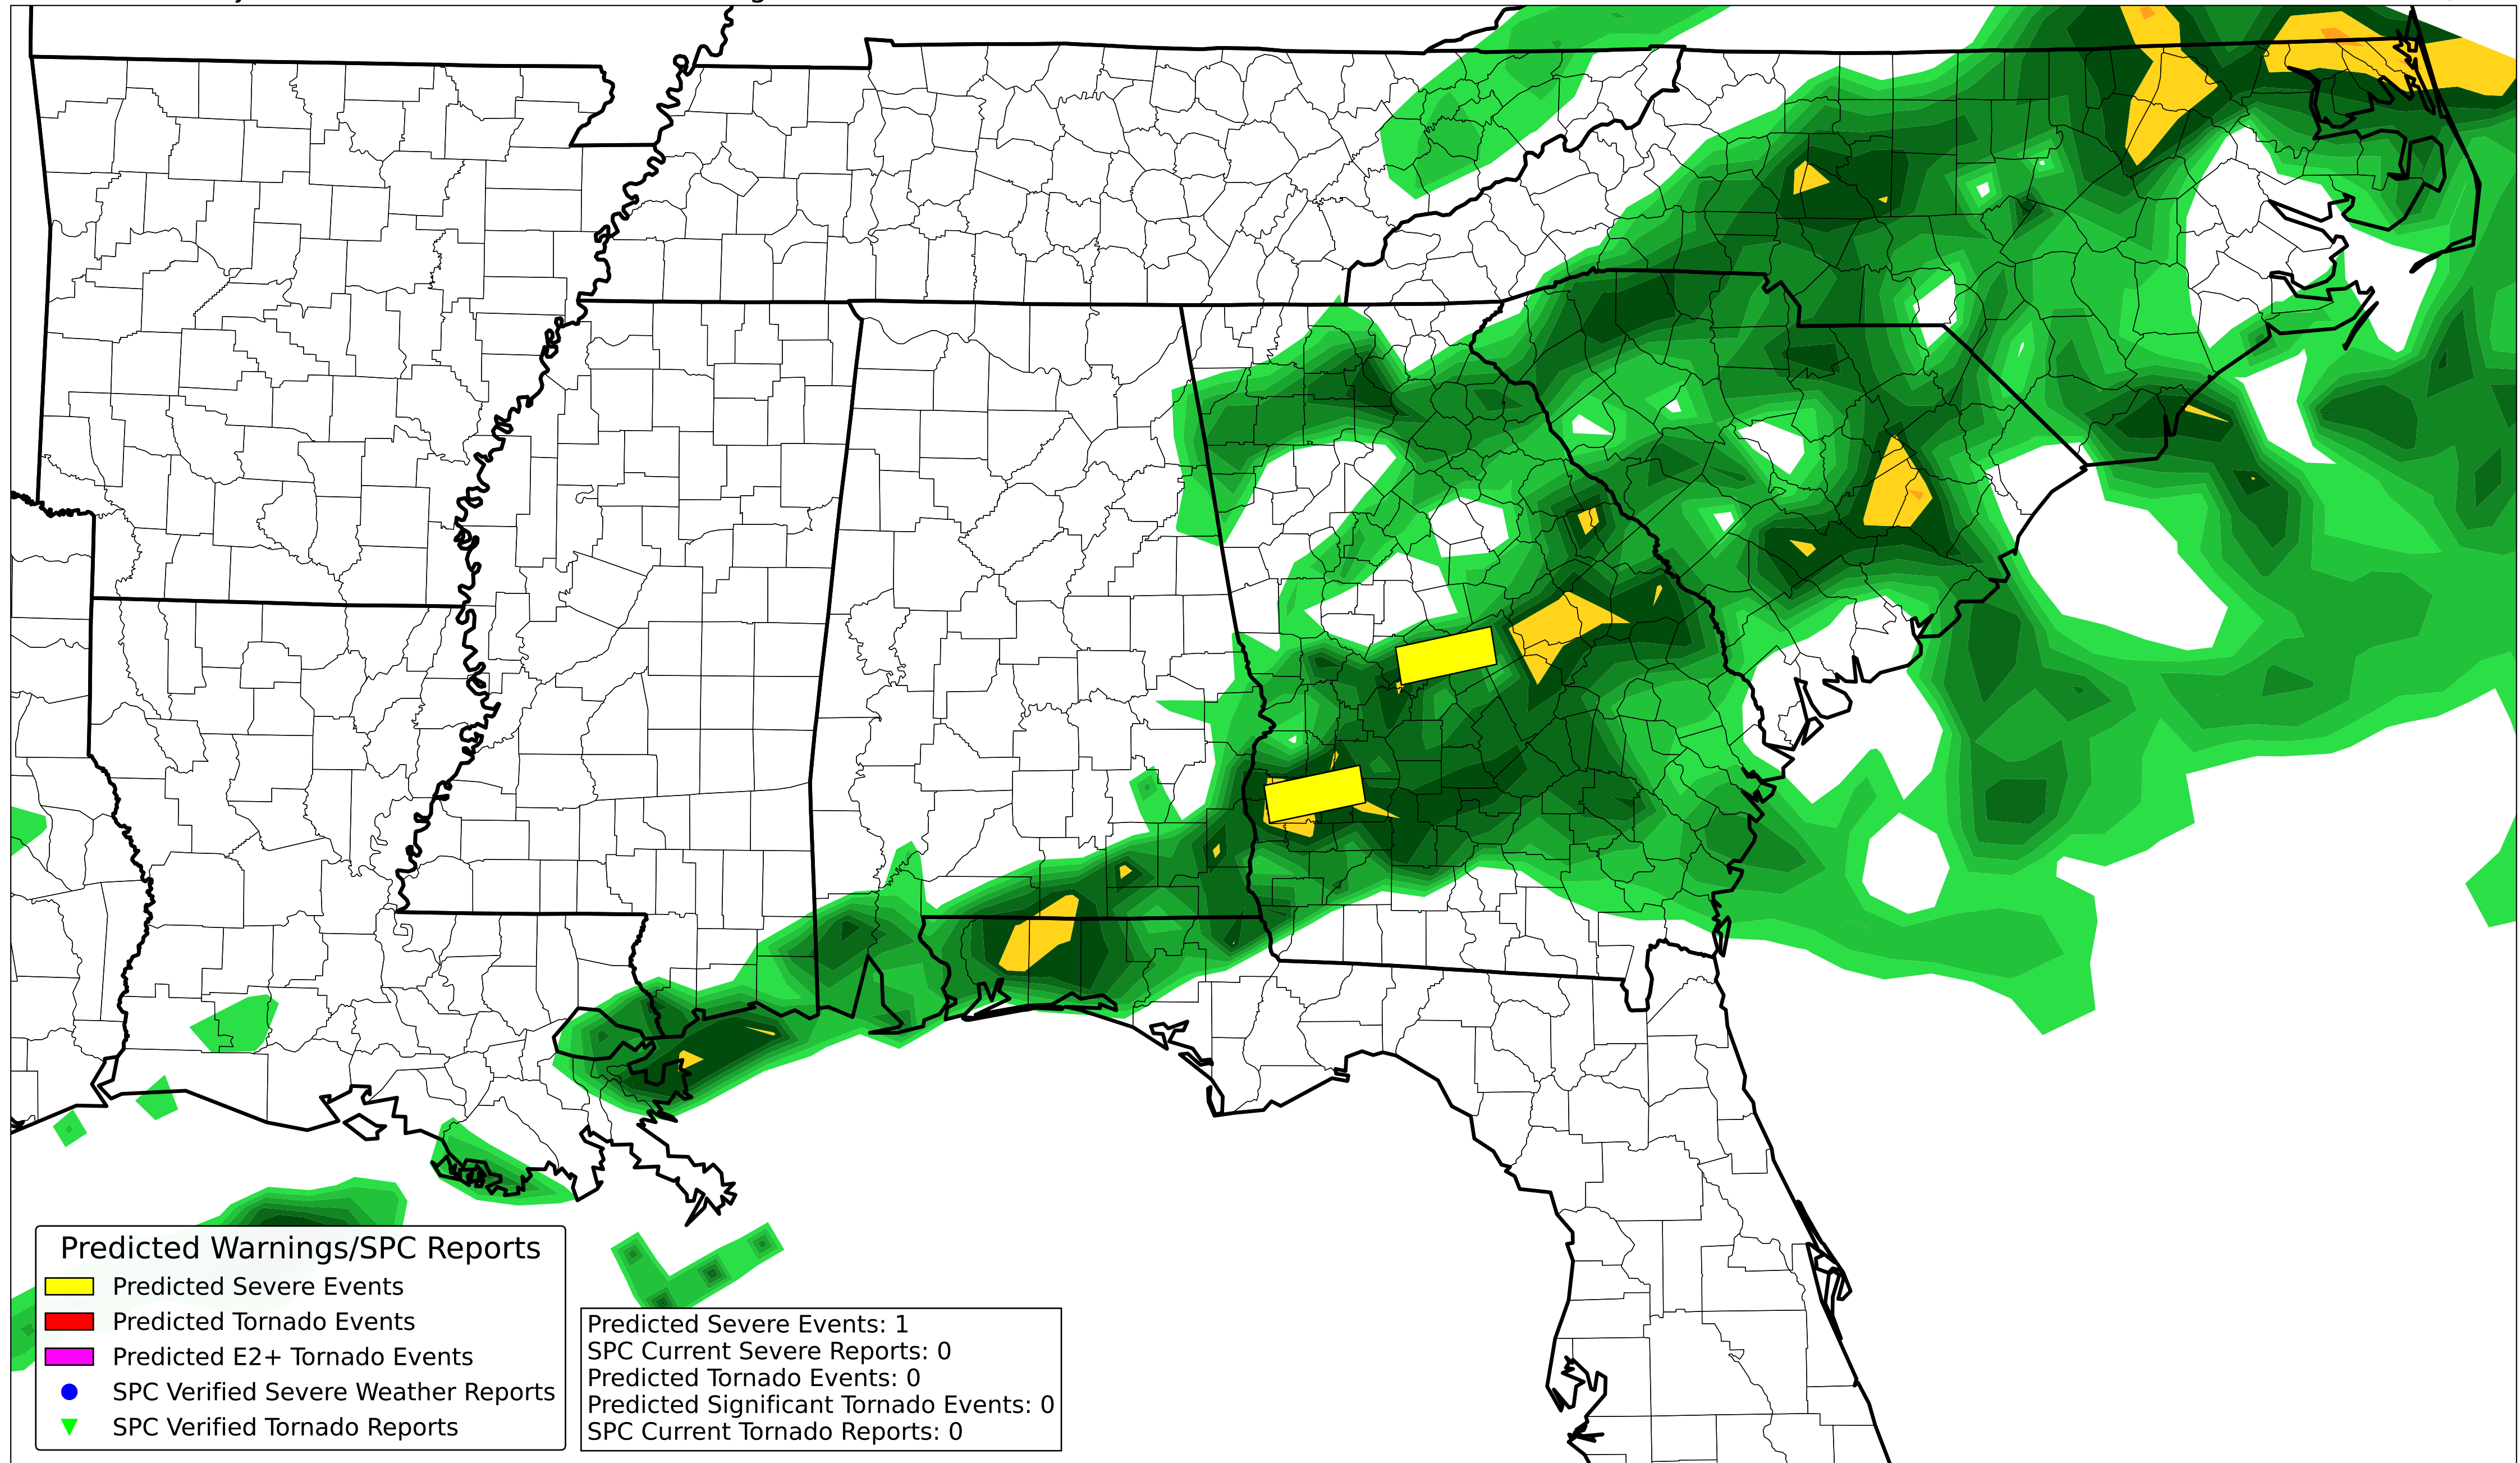 Predicted Warnings/SPC Reports
Predicted Severe Events
Predicted Tornado Events
Predicted E2+ Tornado Events
SPC Verified Severe Weather Reports
SPC Verified Tornado Reports
Predicted Severe Events: 1
SPC Current Severe Reports: 0
Predicted Tornado Events: 0
Predicted Significant Tornado Events: 0
SPC Current Tornado Reports: 0